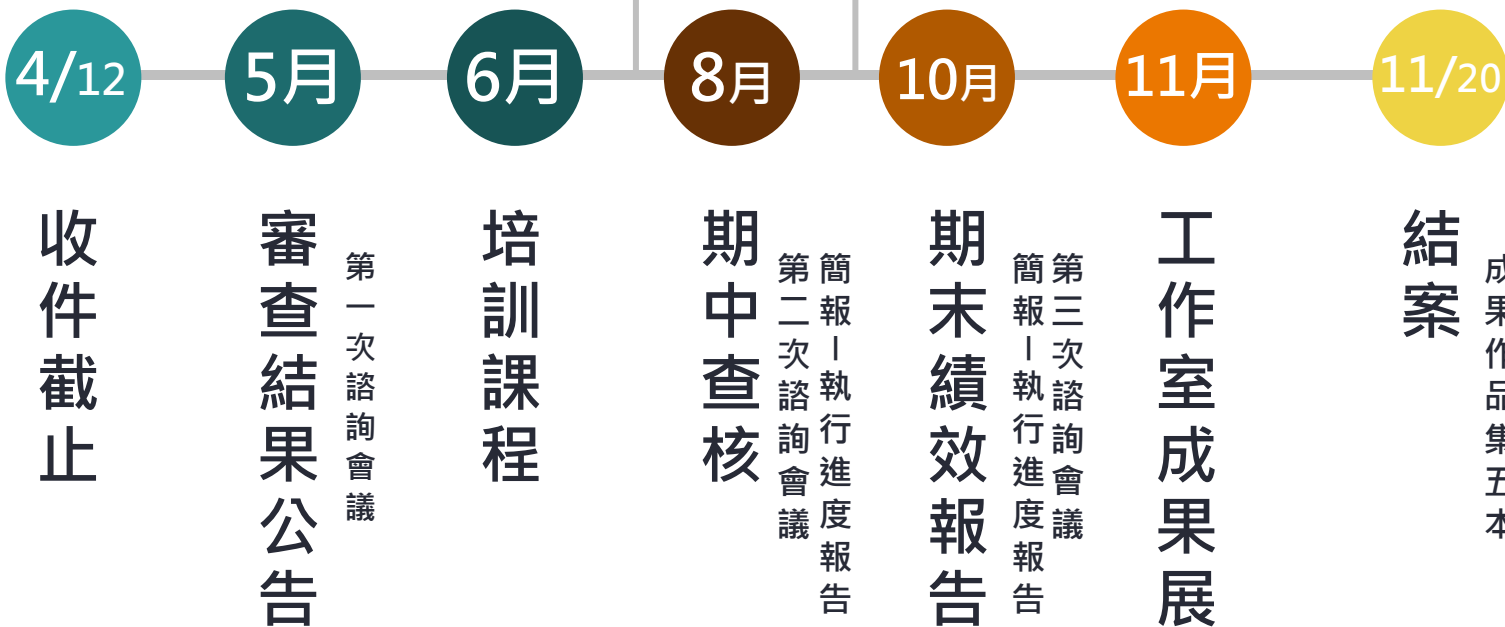 4/12
收件截止
5月
審查結果公告
第一次諮詢會議
6月
培訓課程
8月
期中查核
第二次諮詢會議
簡報－執行進度報告
10月
期末績效報告
簡報－執行進度報告
第三次諮詢會議
11月
工作室成果展
11/20
結案
成果作品集五本